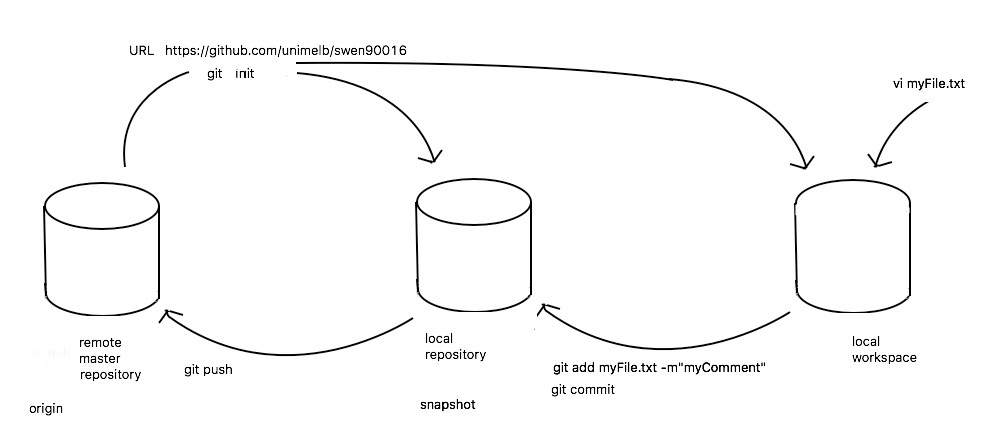 URL https://github.com/unimelb/swen90016
git init
vi myFile.txt
remote
master
repository
git push
origin
local
repository
snapshot
git add myFile.txt -m"myComment"
git commit
local
workspace